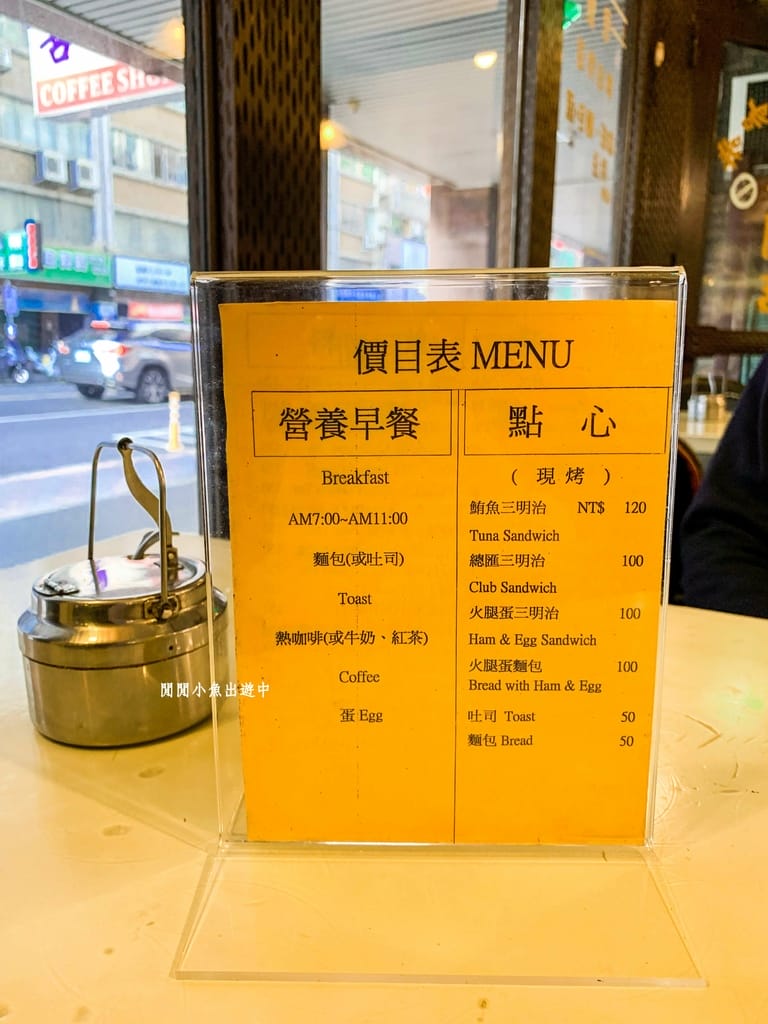 COFFEE SHO
價目表 MENU
營養早餐
Breakfast
AM7:00~AM11:00
麵包(或吐司)
Toast
熱咖啡(或牛奶、紅茶)
Coffee
蛋 Egg
點 心
( 現 烤 )
鮪魚三明治 NT$ 120
Tuna Sandwich
總匯三明治 100
Club Sandwich
火腿蛋三明治 100
Ham & Egg Sandwich
火腿蛋麵包 100
Bread with Ham & Egg
吐司 Toast 50
麵包 Bread 50
閒閒小魚出遊中